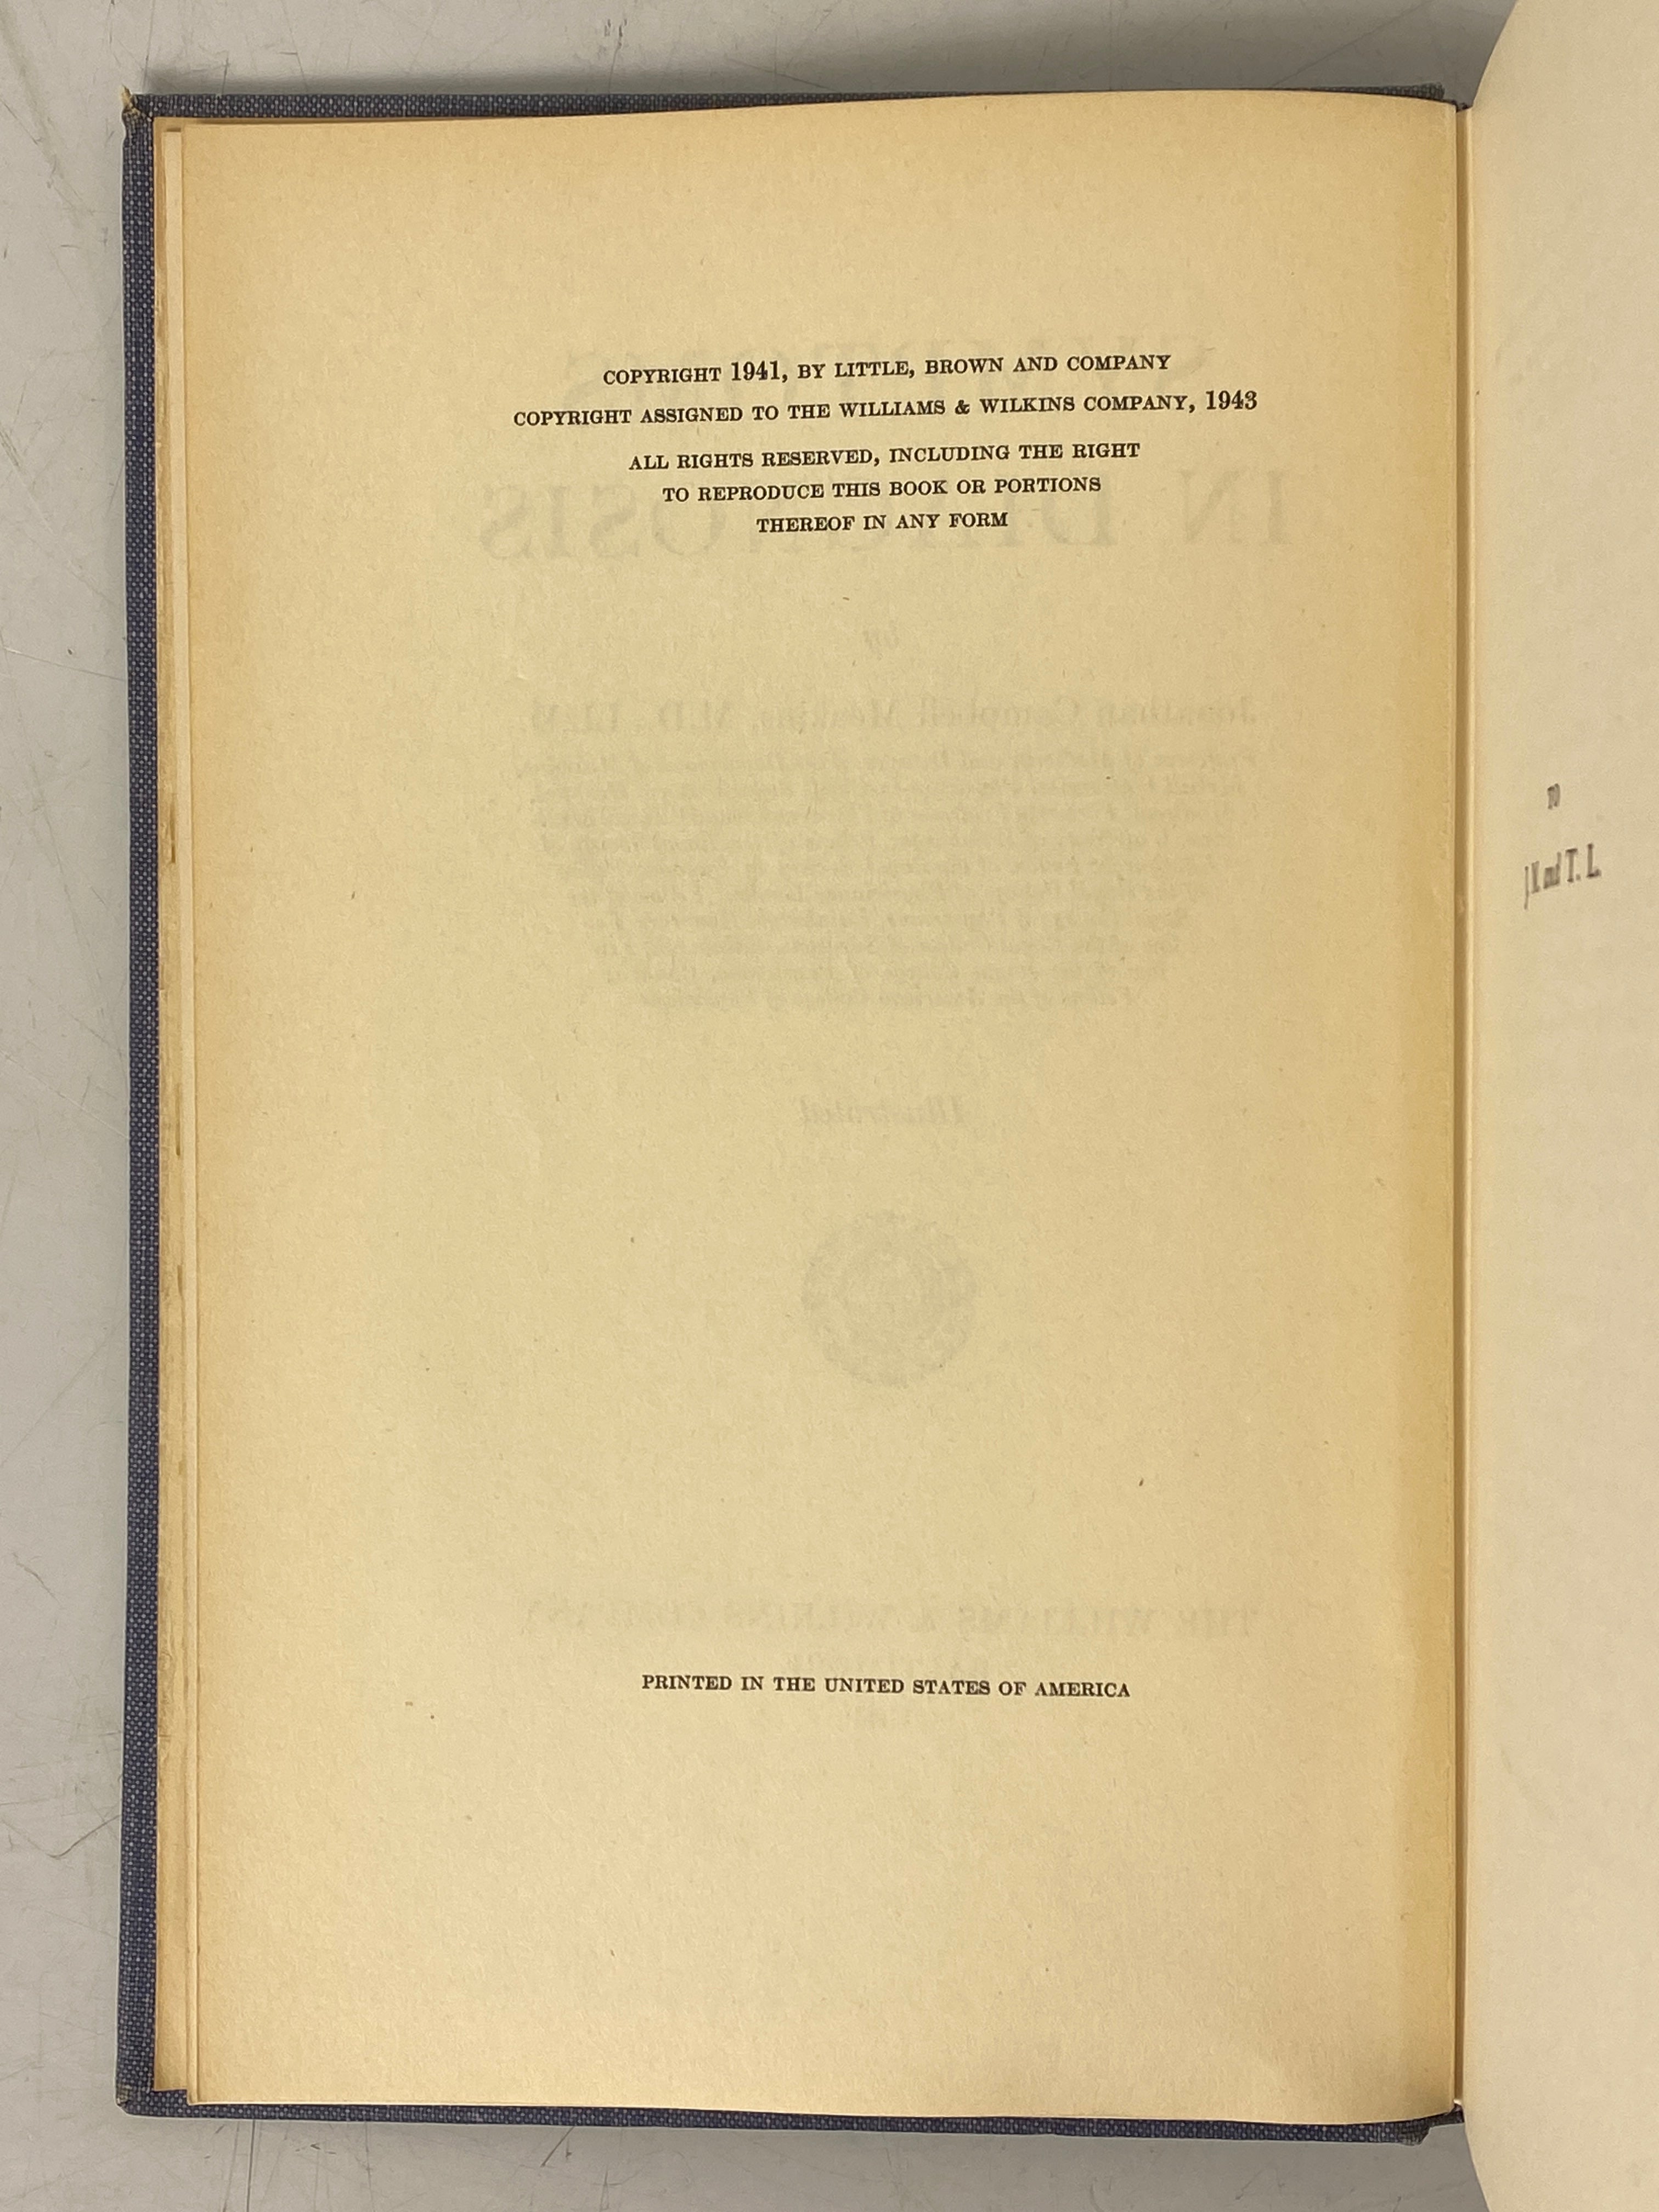 COPYRIGHT 1941, BY LITTLE, BROWN AND COMPANY
COPYRIGHT ASSIGNED TO THE WILLIAMS & WILKINS COMPANY, 1943
ALL RIGHTS RESERVED, INCLUDING THE RIGHT
TO REPRODUCE THIS BOOK OR PORTIONS
THEREOF IN ANY FORM
PRINTED IN THE UNITED STATES OF AMERICA
TO
and T. L.